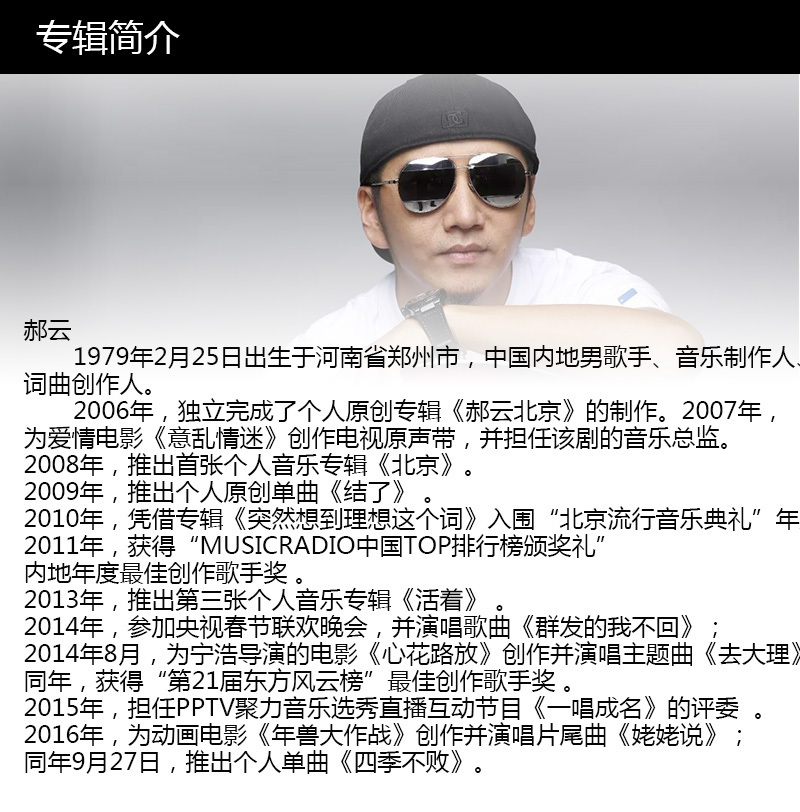 专辑简介
郝云
1979年2月25日出生于河南省郑州市，中国内地男歌手、音乐制作人、
词曲创作人。
2006年，独立完成了个人原创专辑《郝云北京》的制作。2007年，
为爱情电影《意乱情迷》创作电视原声带，并担任该剧的音乐总监。
2008年，推出首张个人音乐专辑《北京》。
2009年，推出个人原创单曲《结了》 。
2010年，凭借专辑《突然想到理想这个词》入围“北京流行音乐典礼”年
2011年，获得“MUSICRADIO中国TOP排行榜颁奖礼”
内地年度最佳创作歌手奖 。
2013年，推出第三张个人音乐专辑《活着》 。
2014年，参加央视春节联欢晚会，并演唱歌曲《群发的我不回》；
2014年8月，为宁浩导演的电影《心花路放》创作并演唱主题曲《去大理》
同年，获得“第21届东方风云榜”最佳创作歌手奖 。
2015年，担任PPTV聚力音乐选秀直播互动节目《一唱成名》的评委 。
2016年，为动画电影《年兽大作战》创作并演唱片尾曲《姥姥说》；
同年9月27日，推出个人单曲《四季不败》。